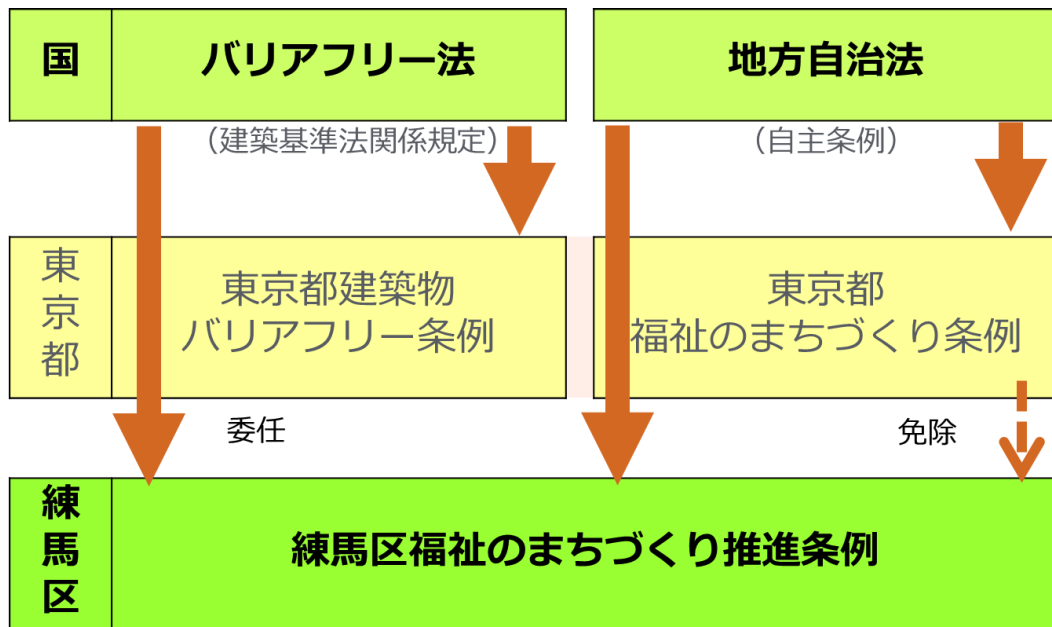 国
バリアフリー法
地方自治法
（建築基準法関係規定）
（自主条例）
東京都
東京都建築物
バリアフリー条例
東京都
福祉のまちづくり条例
委任
免除
練馬区
練馬区福祉のまちづくり推進条例